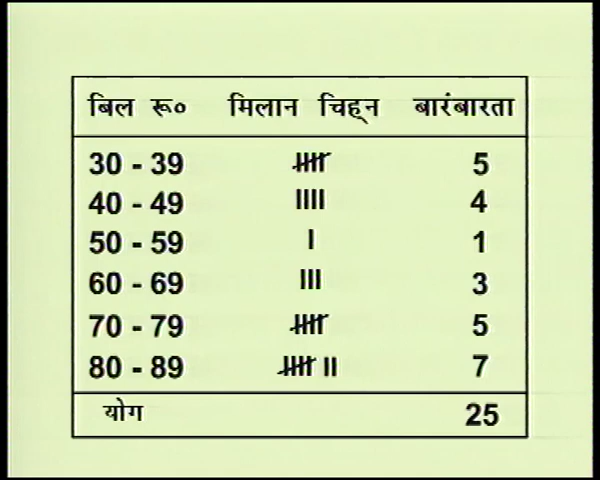 बिल रू० मिलान चिह्न बारंबारता
30 - 39 𝍸 5
40 - 49 IIII 4
50 - 59 I 1
60 - 69 III 3
70 - 79 𝍸 5
80 - 89 𝍸 II 7
योग 25